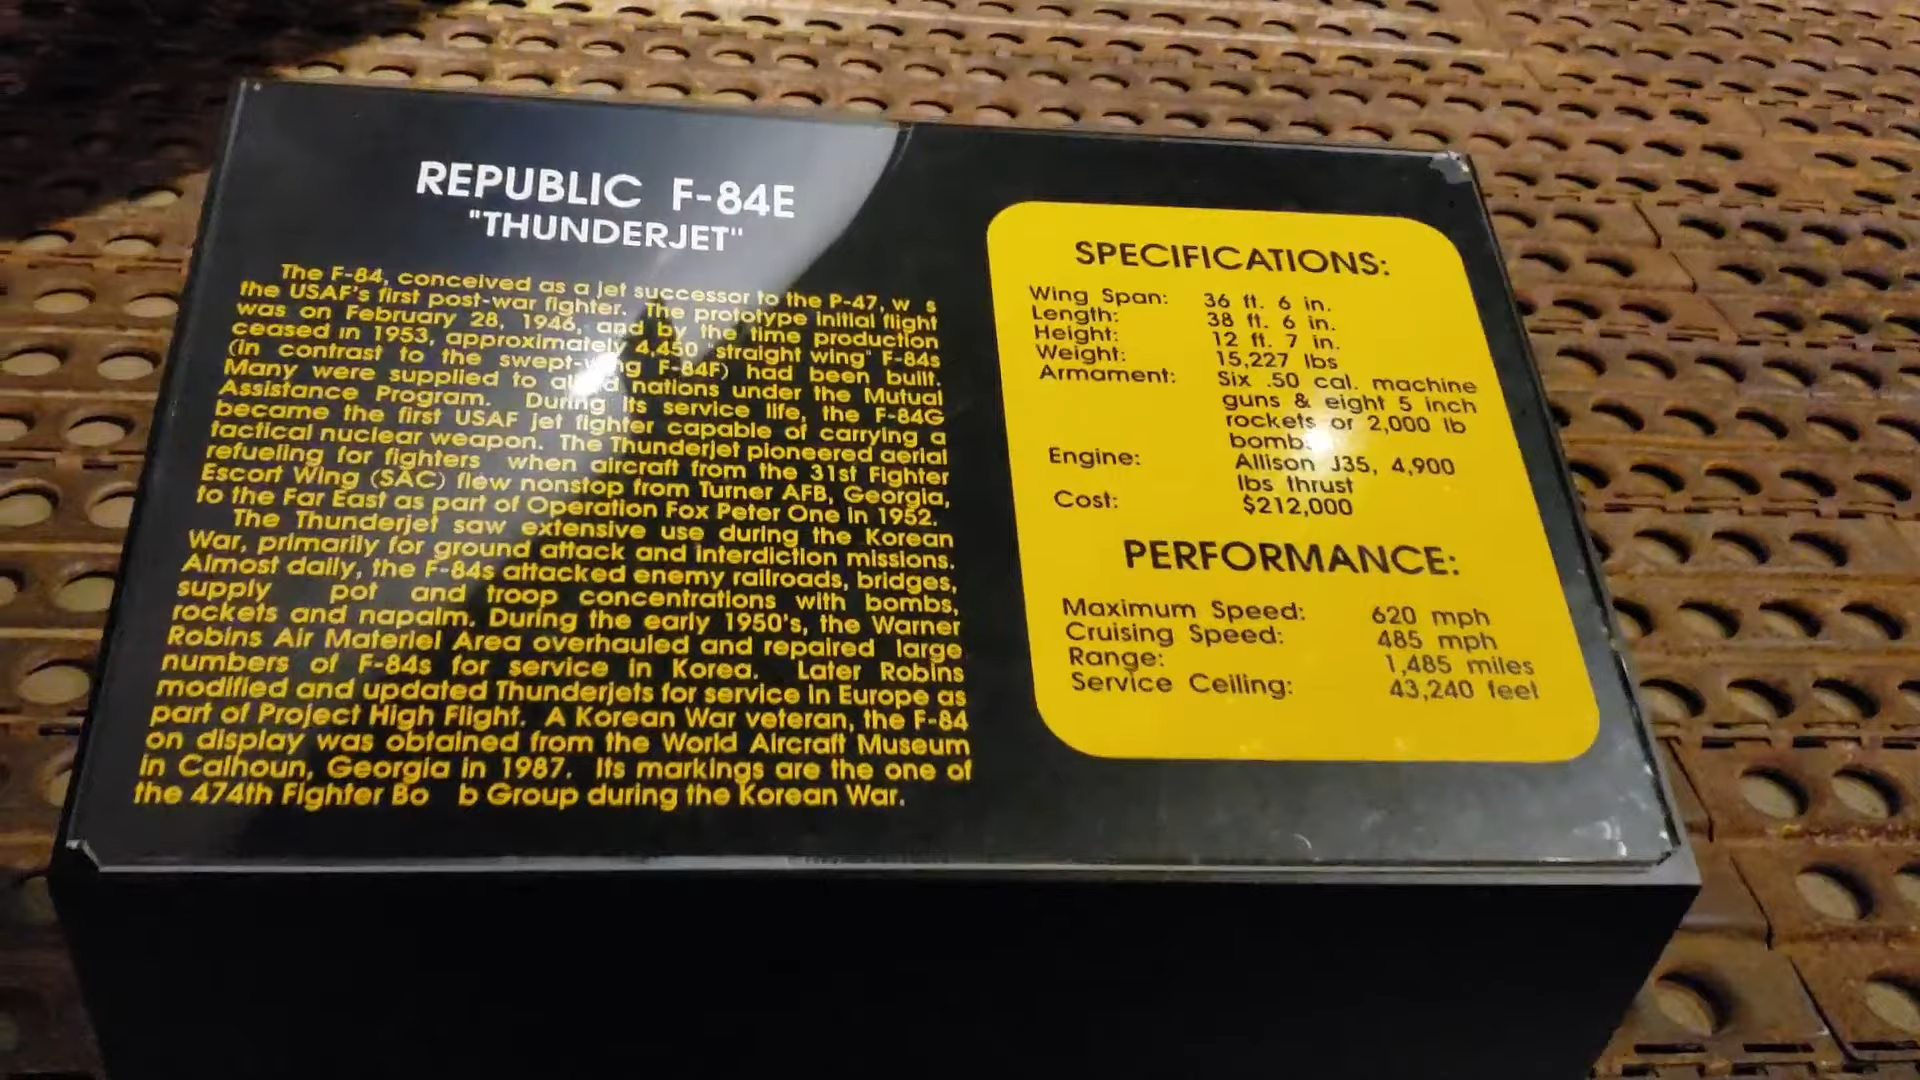 REPUBLIC F-84E
"THUNDERJET"
The F-84, conceived as a jet successor to the P-47, w s
the USAF's first post-war fighter. The prototype initial flight
was on February 28, 1946, and by the time production
ceased in 1953, approximately 4,450 "straight wing" F-84s
(in contrast to the swept-wing F-84F) had been built.
Many were supplied to allied nations under the Mutual
Assistance Program. During its service life, the F-84G
became the first USAF jet fighter capable of carrying a
tactical nuclear weapon. The Thunderjet pioneered aerial
refueling for fighters when aircraft from the 31st Fighter
Escort Wing (SAC) flew nonstop from Turner AFB, Georgia,
to the Far East as part of Operation Fox Peter One in 1952.
The Thunderjet saw extensive use during the Korean
War, primarily for ground attack and interdiction missions.
Almost daily, the F-84s attacked enemy railroads, bridges,
supply pot and troop concentrations with bombs,
rockets and napalm. During the early 1950's, the Warner
Robins Air Materiel Area overhauled and repaired large
numbers of F-84s for service in Korea. Later Robins
modified and updated Thunderjets for service in Europe as
part of Project High Flight. A Korean War veteran, the F-84
on display was obtained from the World Aircraft Museum
in Calhoun, Georgia in 1987. Its markings are the one of
the 474th Fighter Bo b Group during the Korean War.
SPECIFICATIONS:
Wing Span: 36 ft. 6 in.
Length: 38 ft. 6 in.
Height: 12 ft. 7 in.
Weight: 15,227 lbs
Armament: Six .50 cal. machine
guns & eight 5 inch
rockets or 2,000 lb
bombs
Engine: Allison J35, 4,900
lbs thrust
Cost: $212,000
PERFORMANCE:
Maximum Speed: 620 mph
Cruising Speed: 485 mph
Range: 1,485 miles
Service Ceiling: 43,240 feet